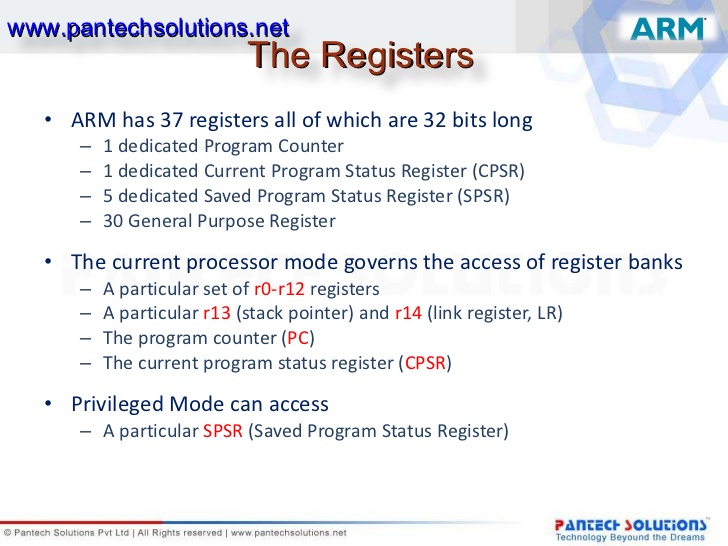 www.pantechsolutions.net
ARM
The Registers
• ARM has 37 registers all of which are 32 bits long
– 1 dedicated Program Counter
– 1 dedicated Current Program Status Register (CPSR)
– 5 dedicated Saved Program Status Register (SPSR)
– 30 General Purpose Register
• The current processor mode governs the access of register banks
– A particular set of r0-r12 registers
– A particular r13 (stack pointer) and r14 (link register, LR)
– The program counter (PC)
– The current program status register (CPSR)
• Privileged Mode can access
– A particular SPSR (Saved Program Status Register)
© Pantech Solutions Pvt Ltd | All Rights reserved | www.pantechsolutions.net
PANTECH SOLUTIONS™
Technology Beyound the Dreams